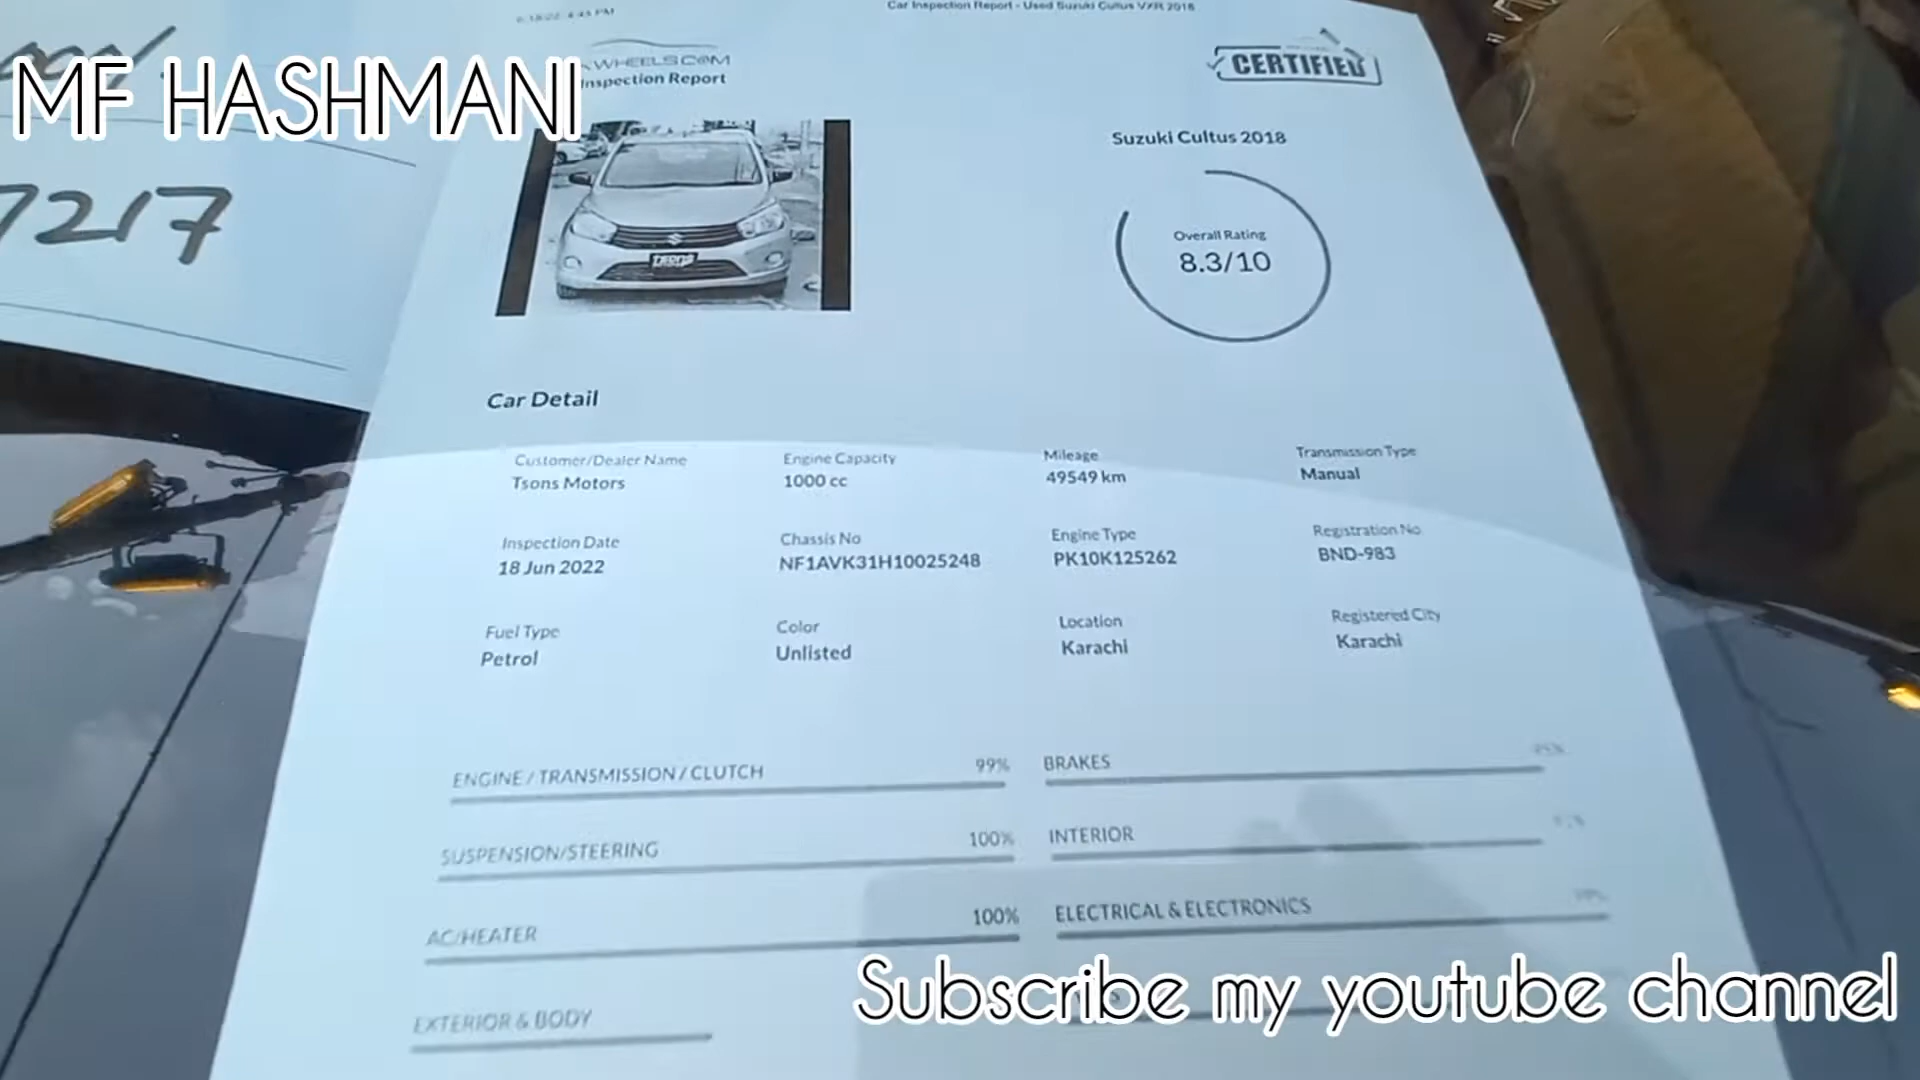 MF HASHMANI
7217
Car Inspection Report - Used Suzuki Cultus VXR 2018
WHEELS.COM
Inspection Report
CERTIFIED
Suzuki Cultus 2018
Overall Rating
8.3/10
Car Detail
Customer/Dealer Name Engine Capacity Mileage Transmission Type
Tsons Motors 1000 cc 49549 km Manual
Inspection Date Chassis No Engine Type Registration No
18 Jun 2022 NF1AVK31H10025248 PK10K125262 BND-983
Fuel Type Color Location Registered City
Petrol Unlisted Karachi Karachi
ENGINE / TRANSMISSION / CLUTCH 99% BRAKES
SUSPENSION/STEERING 100% INTERIOR
AC/HEATER 100% ELECTRICAL & ELECTRONICS
EXTERIOR & BODY
Subscribe my youtube channel